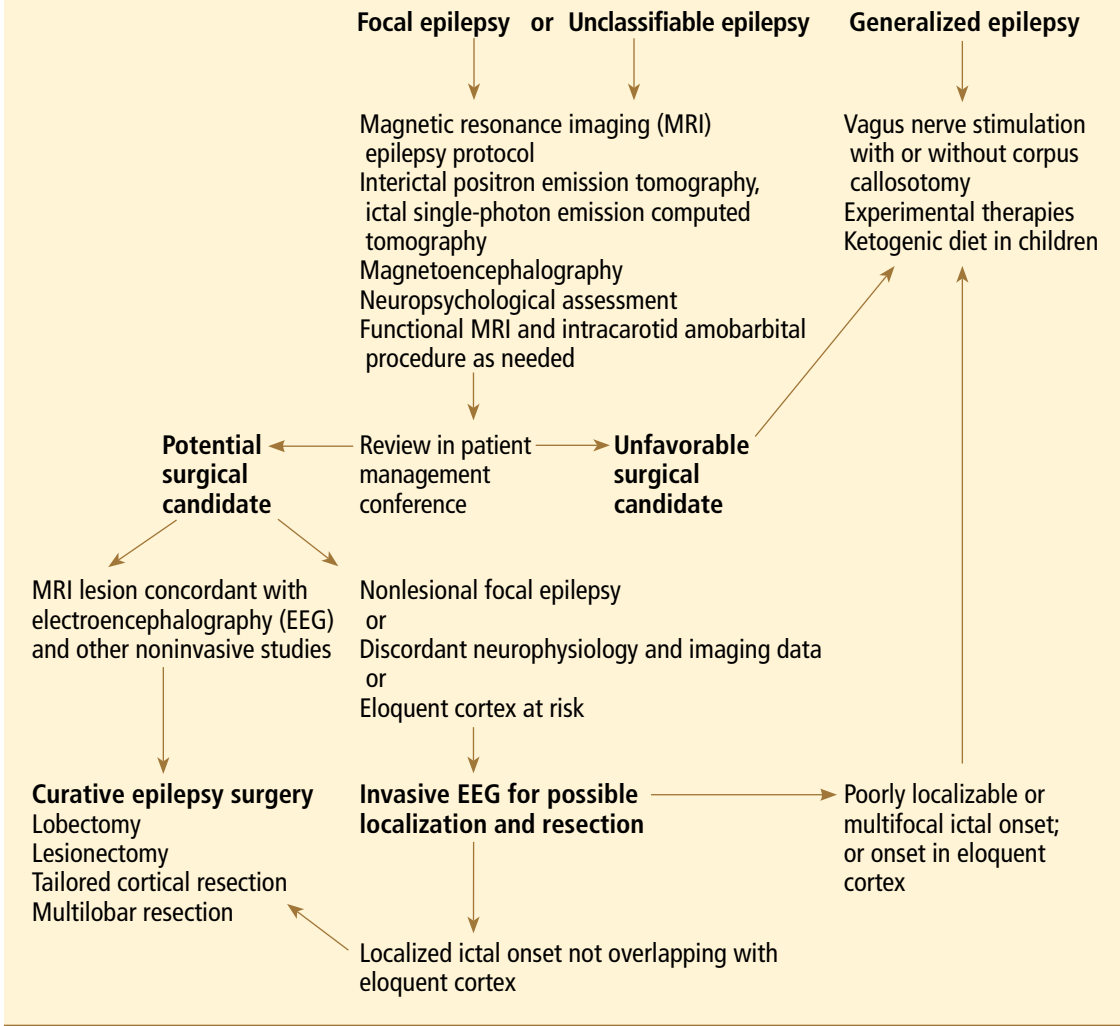 Focal epilepsy or Unclassifiable epilepsy
Generalized epilepsy
Magnetic resonance imaging (MRI)
epilepsy protocol
Interictal positron emission tomography,
ictal single-photon emission computed
tomography
Magnetoencephalography
Neuropsychological assessment
Functional MRI and intracarotid amobarbital
procedure as needed
Vagus nerve stimulation
with or without corpus
callosotomy
Experimental therapies
Ketogenic diet in children
Potential
surgical
candidate
Review in patient
management
conference
Unfavorable
surgical
candidate
MRI lesion concordant with
electroencephalography (EEG)
and other noninvasive studies
Nonlesional focal epilepsy
or
Discordant neurophysiology and imaging data
or
Eloquent cortex at risk
Curative epilepsy surgery
Lobectomy
Lesionectomy
Tailored cortical resection
Multilobar resection
Invasive EEG for possible
localization and resection
Poorly localizable or
multifocal ictal onset;
or onset in eloquent
cortex
Localized ictal onset not overlapping with
eloquent cortex